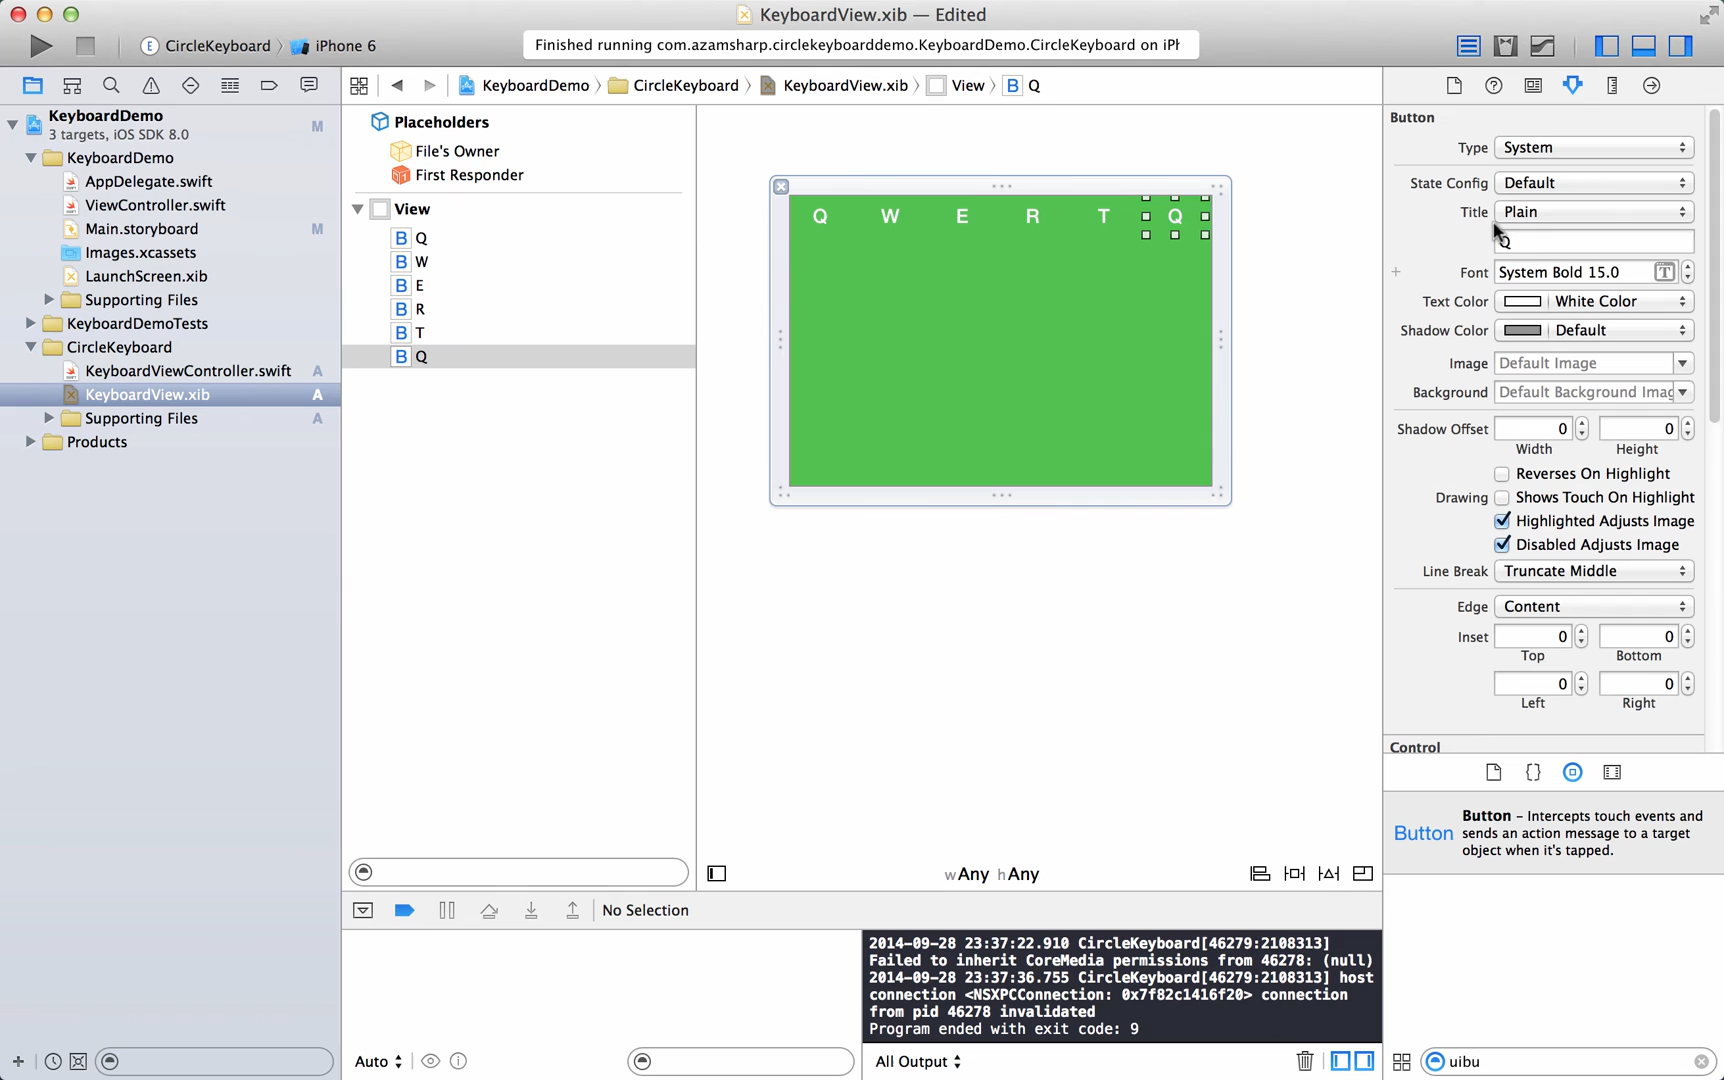 KeyboardView.xib — Edited
CircleKeyboard
iPhone 6
Finished running com.azamsharp.circlekeyboarddemo.KeyboardDemo.CircleKeyboard on iPh
KeyboardDemo
CircleKeyboard
KeyboardView.xib
View
B Q
KeyboardDemo
M
3 targets, iOS SDK 8.0
KeyboardDemo
AppDelegate.swift
ViewController.swift
Main.storyboard
M
Images.xcassets
LaunchScreen.xib
Supporting Files
KeyboardDemoTests
CircleKeyboard
KeyboardViewController.swift
A
KeyboardView.xib
A
Supporting Files
A
Products
Placeholders
File's Owner
First Responder
View
B Q
B W
B E
B R
B T
B Q
Q W E R T Q
wAny hAny
Button
Type System
State Config Default
Title Plain
Q
Font System Bold 15.0 T
Text Color White Color
Shadow Color Default
Image Default Image
Background Default Background Imag
Shadow Offset 0 0
Width Height
Reverses On Highlight
Drawing Shows Touch On Highlight
Highlighted Adjusts Image
Disabled Adjusts Image
Line Break Truncate Middle
Edge Content
Inset 0 0
Top Bottom
0 0
Left Right
Control
Button
Button – Intercepts touch events and
sends an action message to a target
object when it's tapped.
No Selection
2014-09-28 23:37:22.910 CircleKeyboard[46279:2108313]
Failed to inherit CoreMedia permissions from 46278: (null)
2014-09-28 23:37:36.755 CircleKeyboard[46279:2108313] host
connection <NSXPCConnection: 0x7f82c1416f20> connection
from pid 46278 invalidated
Program ended with exit code: 9
Auto
All Output
uibu